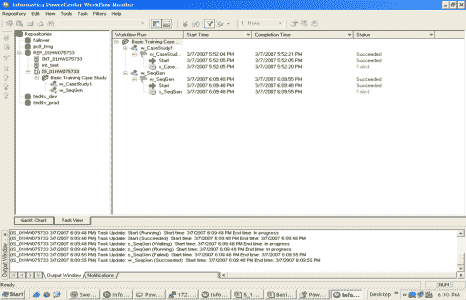 Informatica PowerCenter Workflow Monitor
Repository Edit View Tools Tasks Filters Help
Repositories
failover
pc8_trng
REP_01HW075733
INT_01HW075733
int_test
IS_01HW075733
Basic Training Case Study
w_CaseStudy1
w_SeqGen
tecktx_prod
Workflow Run Start Time Completion Time Status
Basic Training Case ...
w_CaseStudy1
w_CaseStudy1 3/7/2007 5:52:04 PM 3/7/2007 5:52:21 PM Succeeded
Start 3/7/2007 5:52:05 PM 3/7/2007 5:52:05 PM Succeeded
s_Case... 3/7/2007 5:52:05 PM 3/7/2007 5:52:20 PM Failed
w_SeqGen
w_SeqGen 3/7/2007 6:09:48 PM 3/7/2007 6:09:55 PM Succeeded
Start 3/7/2007 6:09:48 PM 3/7/2007 6:09:48 PM Succeeded
s_SeqGen 3/7/2007 6:09:48 PM 3/7/2007 6:09:55 PM Failed
Gantt Chart Task View
(IS_01HW075733 3/7/2007 6:09:48 PM) Task Update: Start (Running) Start time: 3/7/2007 6:09:48 PM End time: In progress
(IS_01HW075733 3/7/2007 6:09:48 PM) Task Update: Start (Succeeded) Start time: 3/7/2007 6:09:48 PM End time: 3/7/2007 6:09:48 PM
(IS_01HW075733 3/7/2007 6:09:48 PM) Task Update: s_SeqGen (Waiting) Start time: End time: In progress
(IS_01HW075733 3/7/2007 6:09:48 PM) Task Update: s_SeqGen (Running) Start time: 3/7/2007 6:09:48 PM End time: In progress
(IS_01HW075733 3/7/2007 6:09:55 PM) Task Update: s_SeqGen (Failed) Start time: 3/7/2007 6:09:48 PM End time: 3/7/2007 6:09:55 PM
(IS_01HW075733 3/7/2007 6:09:55 PM) Task Update: w_SeqGen (Succeeded) Start time: 3/7/2007 6:09:48 PM End time: 3/7/2007 6:09:55 PM
Output Window
Output Window Notifications
Ready NUM
Start Swe... Info... Pow... 172... Info... B_1... Basi... Pow... Info... Desktop 6:10 PM